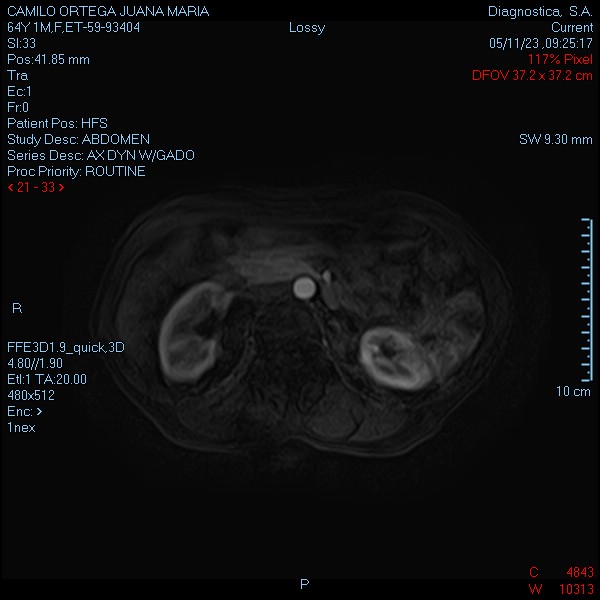 CAMILO ORTEGA JUANA MARIA
64Y 1M,F,ET-59-93404
SI:33
Pos:41.85 mm
Tra
Ec:1
Fr:0
Patient Pos: HFS
Study Desc: ABDOMEN
Series Desc: AX DYN W/GADO
Proc Priority: ROUTINE
< 21 - 33 >
Lossy
Diagnostica, S.A.
Current
05/11/23 ,09:25:17
117% Pixel
DFOV 37.2 x 37.2 cm
SW 9.30 mm
R
FFE3D1.9_quick,3D
4.80//1.90
Etl:1 TA:20.00
480x512
Enc: >
1nex
10 cm
P
C 4843
W 10313